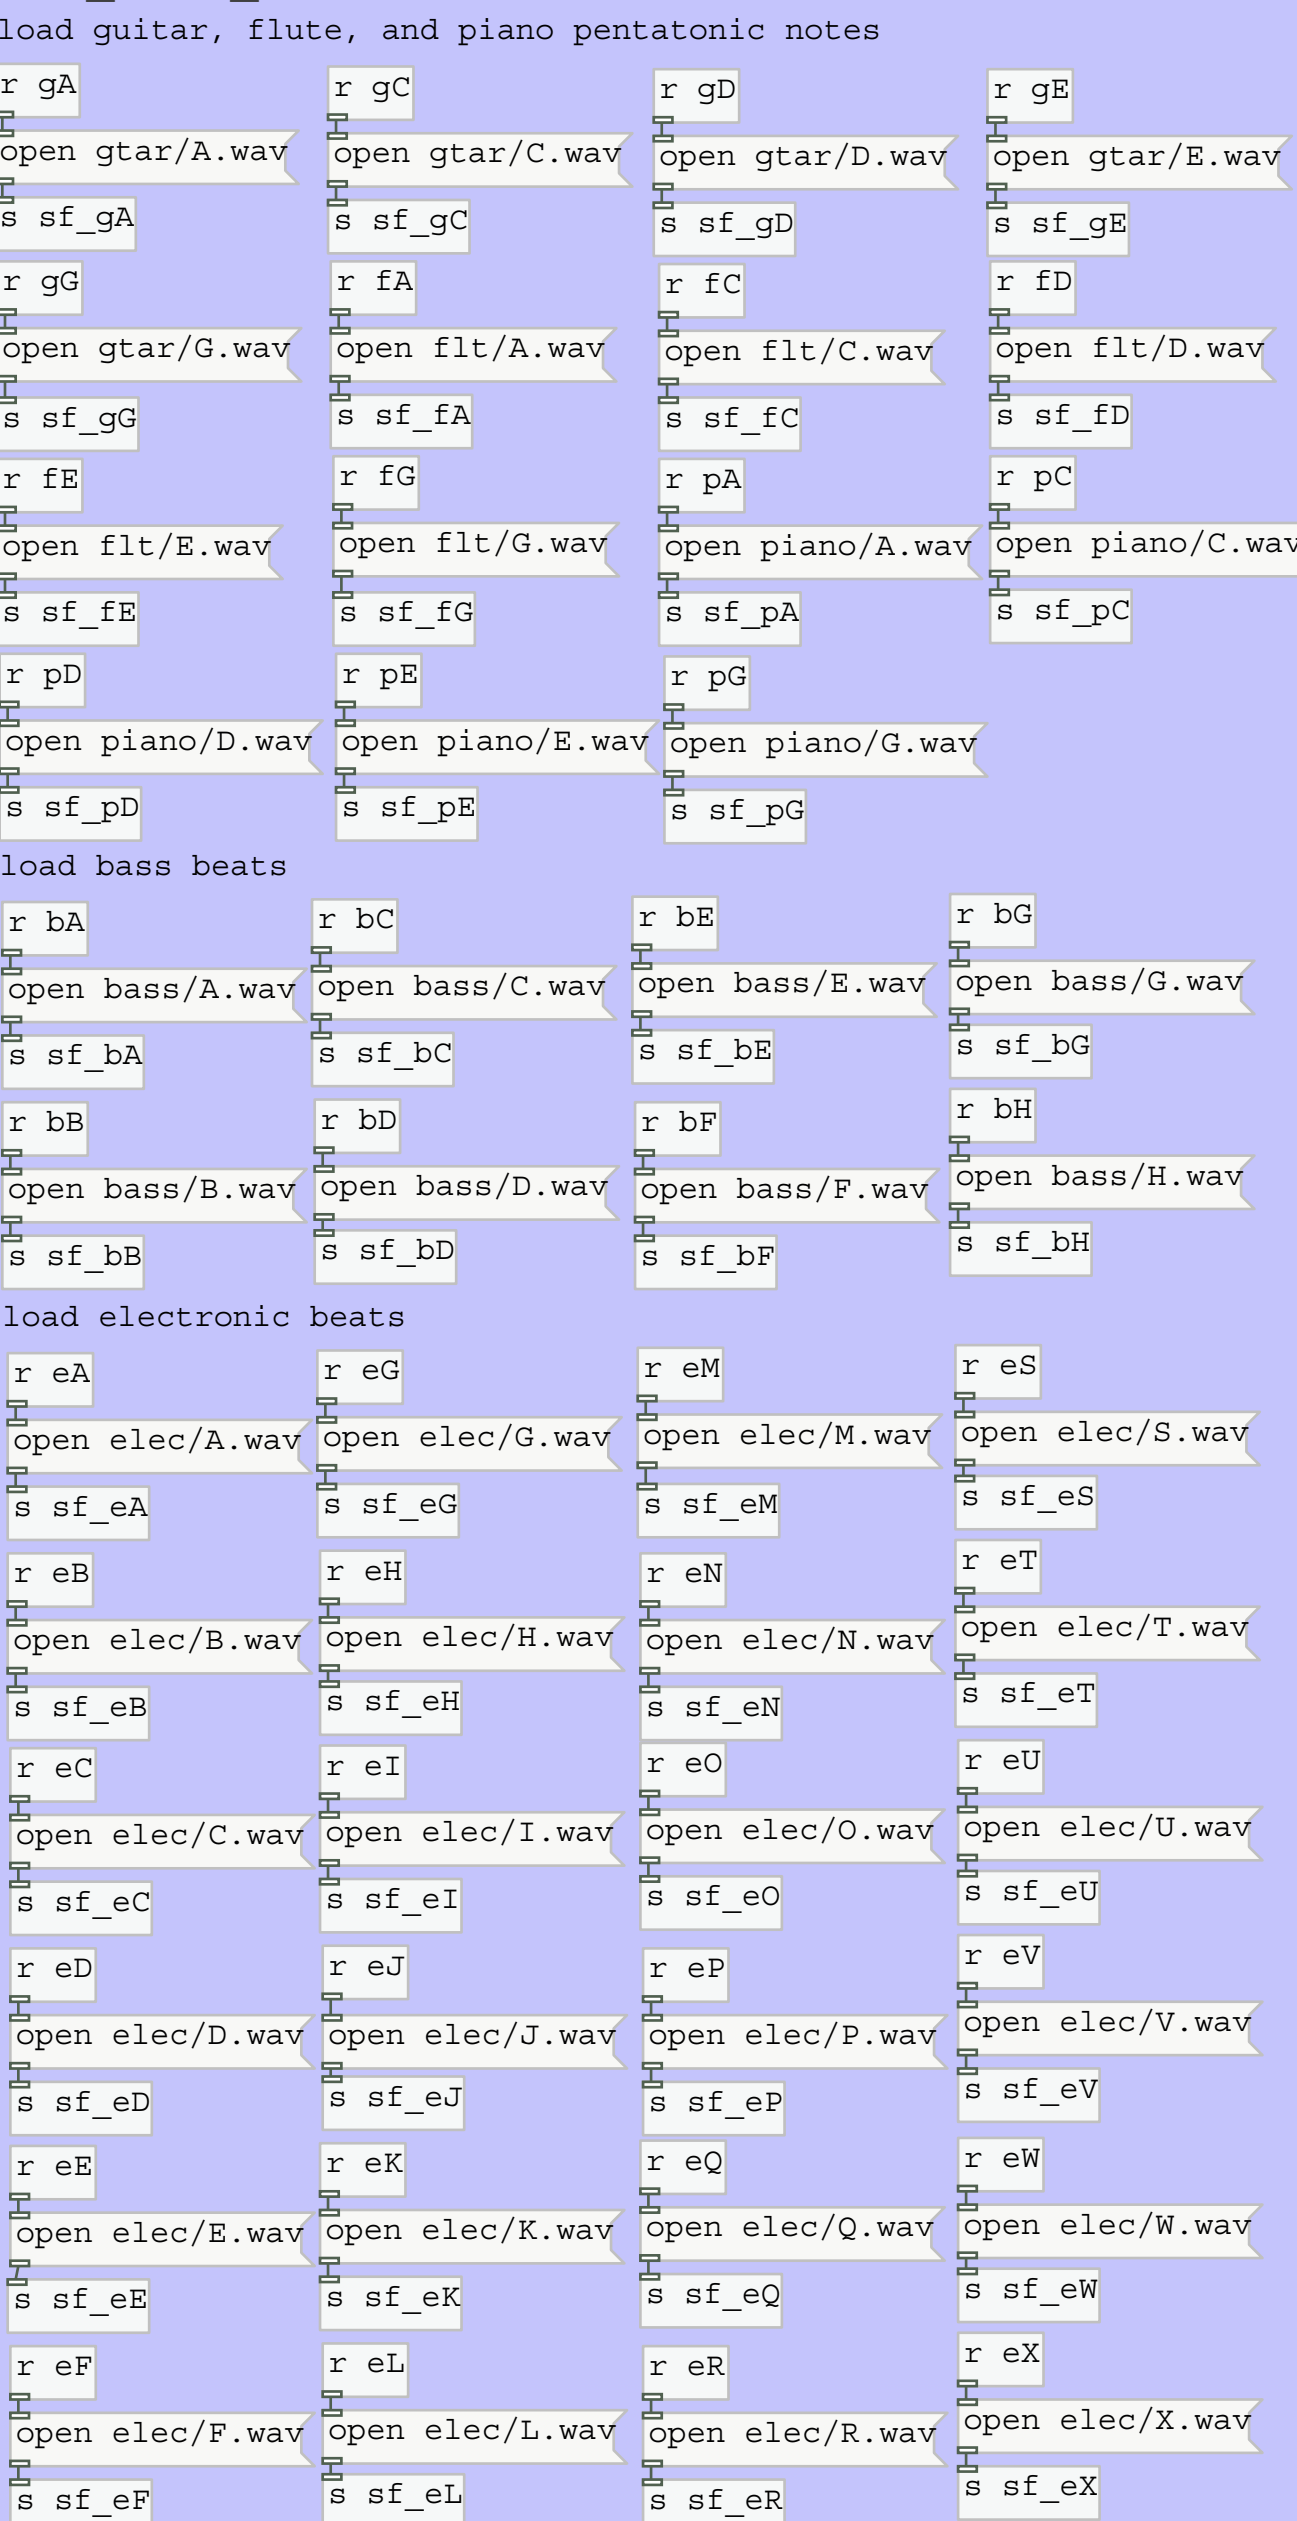 load guitar, flute, and piano pentatonic notes
r gA r gC r gD r gE
open gtar/A.wav open gtar/C.wav open gtar/D.wav open gtar/E.wav
s sf_gA s sf_gC s sf_gD s sf_gE
r gG r fA r fC r fD
open gtar/G.wav open flt/A.wav open flt/C.wav open flt/D.wav
s sf_gG s sf_fA s sf_fC s sf_fD
r fE r fG r pA r pC
open flt/E.wav open flt/G.wav open piano/A.wav open piano/C.wav
s sf_fE s sf_fG s sf_pA s sf_pC
r pD r pE r pG
open piano/D.wav open piano/E.wav open piano/G.wav
s sf_pD s sf_pE s sf_pG
load bass beats
r bA r bC r bE r bG
open bass/A.wav open bass/C.wav open bass/E.wav open bass/G.wav
s sf_bA s sf_bC s sf_bE s sf_bG
r bB r bD r bF r bH
open bass/B.wav open bass/D.wav open bass/F.wav open bass/H.wav
s sf_bB s sf_bD s sf_bF s sf_bH
load electronic beats
r eA r eG r eM r eS
open elec/A.wav open elec/G.wav open elec/M.wav open elec/S.wav
s sf_eA s sf_eG s sf_eM s sf_eS
r eB r eH r eN r eT
open elec/B.wav open elec/H.wav open elec/N.wav open elec/T.wav
s sf_eB s sf_eH s sf_eN s sf_eT
r eC r eI r eO r eU
open elec/C.wav open elec/I.wav open elec/O.wav open elec/U.wav
s sf_eC s sf_eI s sf_eO s sf_eU
r eD r eJ r eP r eV
open elec/D.wav open elec/J.wav open elec/P.wav open elec/V.wav
s sf_eD s sf_eJ s sf_eP s sf_eV
r eE r eK r eQ r eW
open elec/E.wav open elec/K.wav open elec/Q.wav open elec/W.wav
s sf_eE s sf_eK s sf_eQ s sf_eW
r eF r eL r eR r eX
open elec/F.wav open elec/L.wav open elec/R.wav open elec/X.wav
s sf_eF s sf_eL s sf_eR s sf_eX